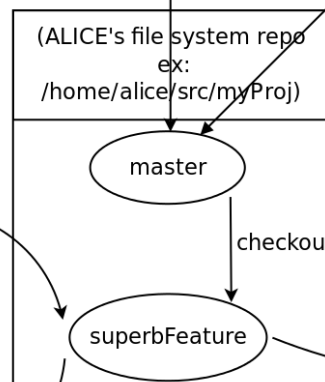 (ALICE's file system repo
ex:
/home/alice/src/myProj)
master
checkou
superbFeature